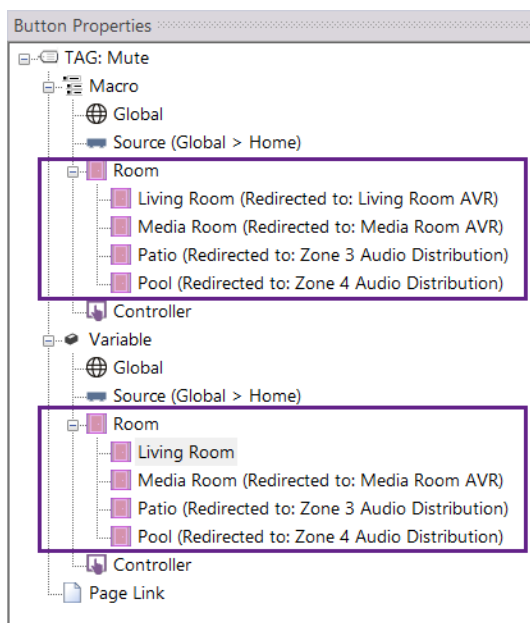 Button Properties
TAG: Mute
Macro
Global
Source (Global > Home)
Room
Living Room (Redirected to: Living Room AVR)
Media Room (Redirected to: Media Room AVR)
Patio (Redirected to: Zone 3 Audio Distribution)
Pool (Redirected to: Zone 4 Audio Distribution)
Controller
Variable
Global
Source (Global > Home)
Room
Living Room
Media Room (Redirected to: Media Room AVR)
Patio (Redirected to: Zone 3 Audio Distribution)
Pool (Redirected to: Zone 4 Audio Distribution)
Controller
Page Link